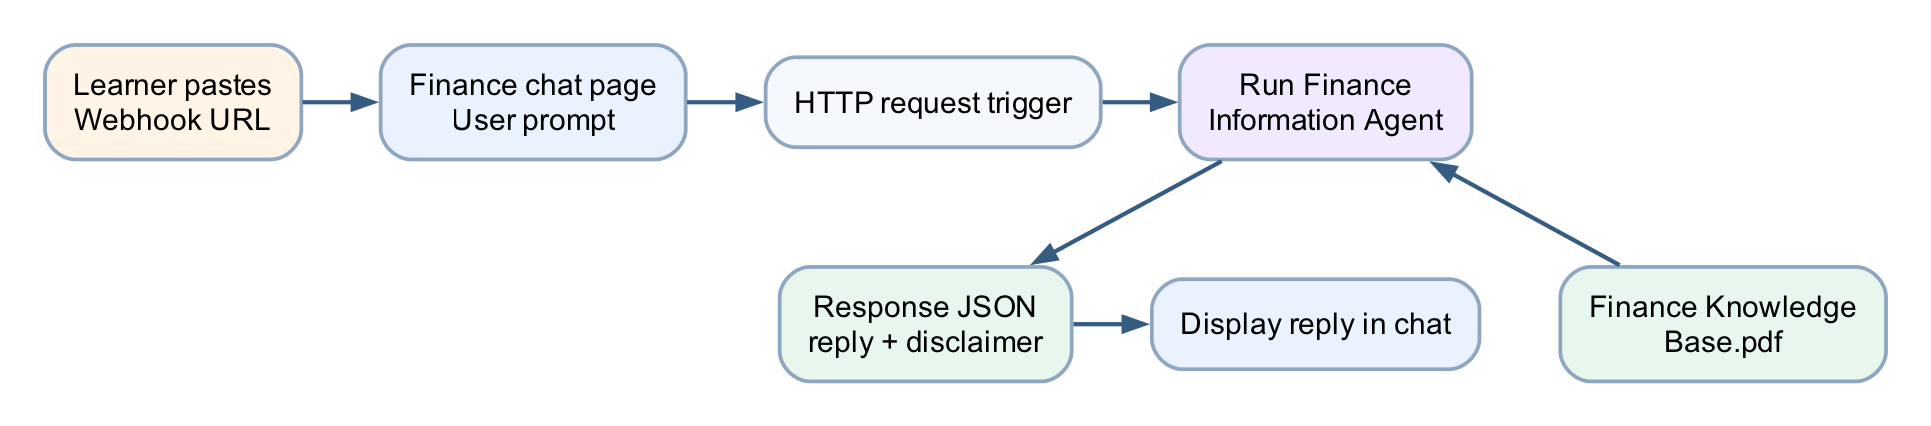 Learner pastes
Webhook URL
Finance chat page
User prompt
HTTP request trigger
Run Finance
Information Agent
Response JSON
reply + disclaimer
Display reply in chat
Finance Knowledge
Base.pdf